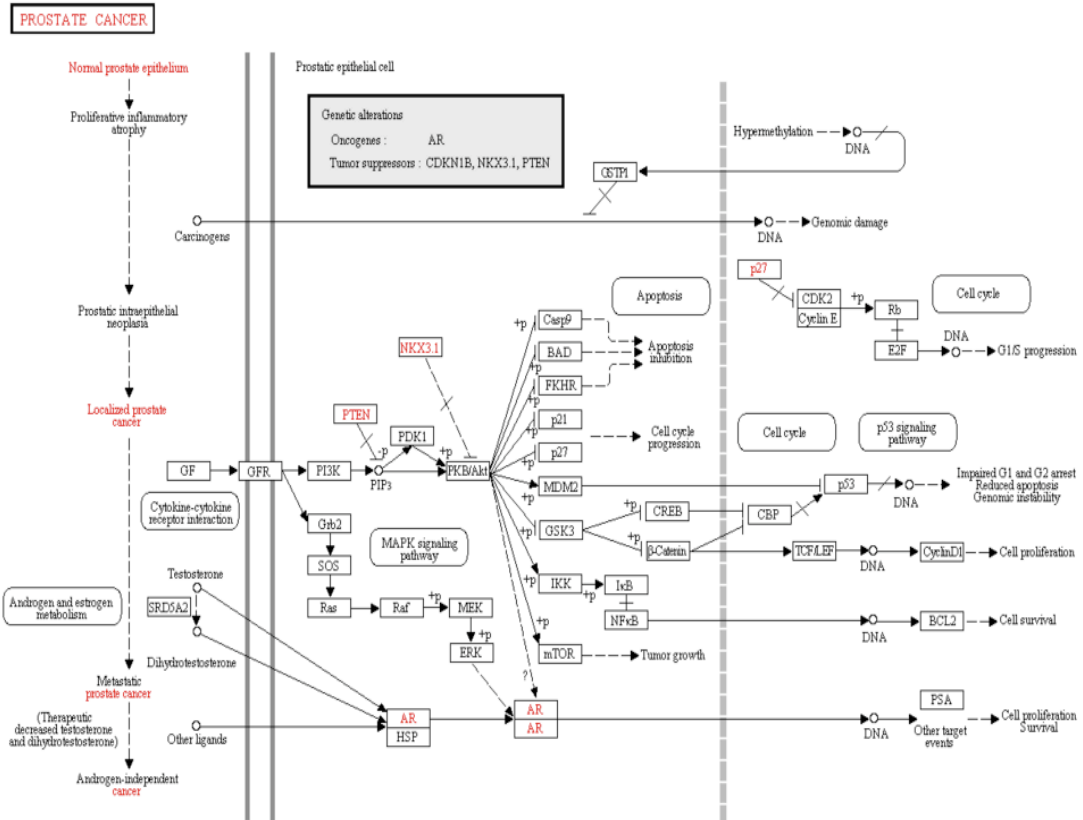 PROSTATE CANCER
Normal prostate epithelium
Proliferative inflammatory
atrophy
Prostatic intraepithelial
neoplasia
Localized prostate
cancer
Metastatic
prostate cancer
(Therapeutic
decreased testosterone
and dihydrotestosterone)
Androgen-independent
cancer
Androgen and estrogen
metabolism
Prostatic epithelial cell
Genetic alterations
Oncogenes : AR
Tumor suppressors : CDKN1B, NKX3.1, PTEN
Hypermethylation
DNA
GSTP1
Carcinogens
DNA
Genomic damage
p27
CDK2
Cyclin E
+p
Rb
E2F
DNA
G1/S progression
Cell cycle
Apoptosis
NKX3.1
PTEN
-p
PDK1
+p
GF
GFR
PI3K
PIP3
PKB/Akt
Cytokine-cytokine
receptor interaction
+p
Casp9
+p
BAD
+p
FKHR
Apoptosis
inhibition
+p
p21
+p
p27
Cell cycle
progression
+p
MDM2
+p
GSK3
+p
CREB
+p
β-Catenin
CBP
Cell cycle
p53 signaling
pathway
p53
DNA
Impaired G1 and G2 arrest
Reduced apoptosis
Genomic instability
TCF/LEF
DNA
CyclinD1
Cell proliferation
+p
IKK
+p
IκB
NFκB
DNA
BCL2
Cell survival
+p
mTOR
Tumor growth
Grb2
SOS
Ras
Raf
+p
MEK
+p
ERK
MAPK signaling
pathway
Testosterone
SRD5A2
Dihydrotestosterone
Other ligands
AR
HSP
?
AR
AR
DNA
PSA
Other target
events
Cell proliferation
Survival